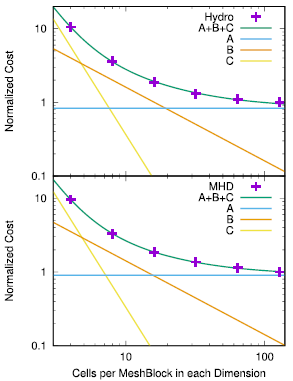 Hydro
A+B+C
A
B
C
10
1
0.1
Normalized Cost
MHD
A+B+C
A
B
C
10
1
0.1
Normalized Cost
10
100
Cells per MeshBlock in each Dimension